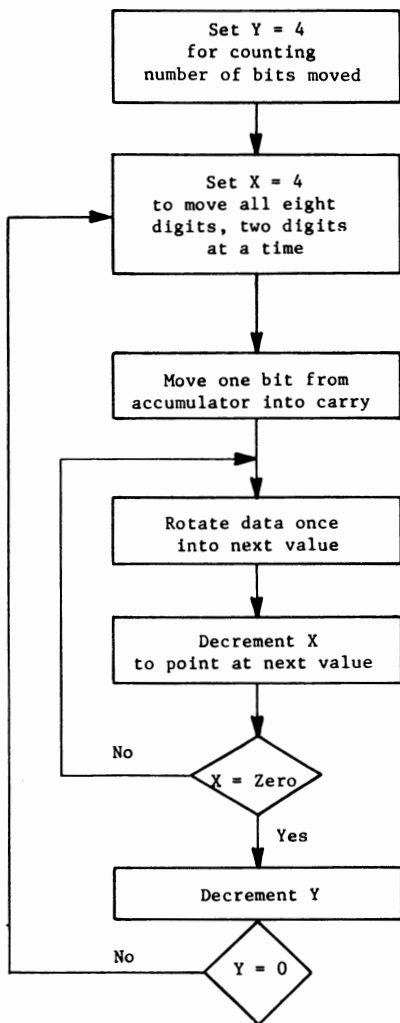 Set Y = 4
for counting
number of bits moved
Set X = 4
to move all eight
digits, two digits
at a time
Move one bit from
accumulator into carry
Rotate data once
into next value
Decrement X
to point at next value
No
X = Zero
Yes
Decrement Y
No
Y = 0